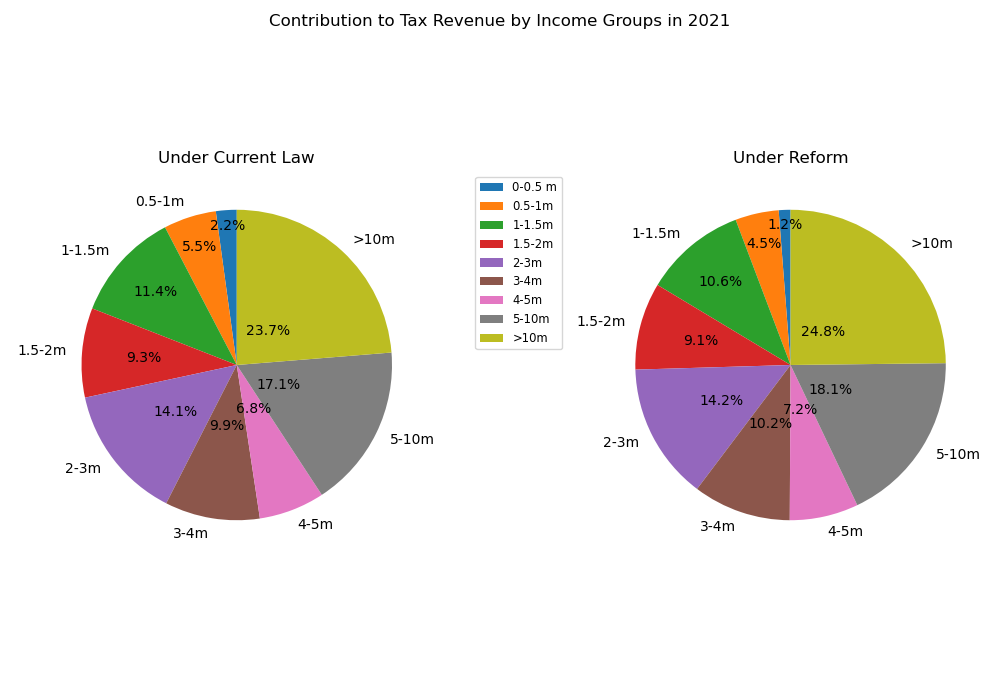 Contribution to Tax Revenue by Income Groups in 2021
Under Current Law
0.5-1m
1-1.5m
1.5-2m
2-3m
3-4m
4-5m
5-10m
>10m
2.2%
5.5%
11.4%
9.3%
14.1%
9.9%
6.8%
17.1%
23.7%
0-0.5 m
0.5-1m
1-1.5m
1.5-2m
2-3m
3-4m
4-5m
5-10m
>10m
Under Reform
1-1.5m
1.5-2m
2-3m
3-4m
4-5m
5-10m
>10m
1.2%
4.5%
10.6%
9.1%
14.2%
10.2%
7.2%
18.1%
24.8%